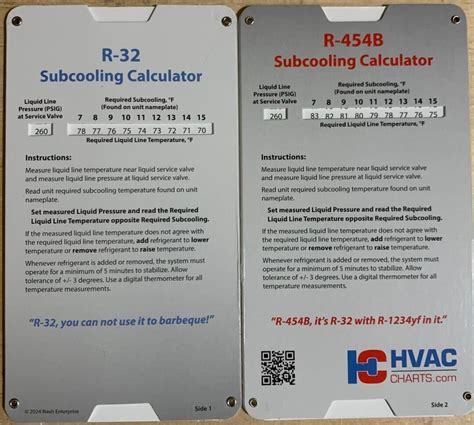 R-32
Subcooling Calculator
Liquid Line
Pressure (PSIG)
at Service Valve
Required Subcooling, °F
(Found on unit nameplate)
7 8 9 10 11 12 13 14 15
260
78 77 76 75 74 73 72 71 70
Required Liquid Line Temperature, °F
Instructions:
Measure liquid line temperature near liquid service valve
and measure liquid line pressure at service valve.
Read unit required subcooling temperature found on unit
nameplate.
Set measured Liquid Pressure and read the Required
Liquid Line Temperature opposite Required Subcooling.
If the measured liquid line temperature does not agree with
the required liquid line temperature, add refrigerant to lower
temperature or remove refrigerant to raise temperature.
Whenever refrigerant is added or removed, the system must
operate for a minimum of 5 minutes to stabilize. Allow
tolerance of +/- 3 degrees. Use a digital thermometer for all
temperature measurements.
“R-32, you can not use it to barbeque!”
© 2024 Nash Enterprise
Side 1
R-454B
Subcooling Calculator
Liquid Line
Pressure (PSIG)
at Service Valve
Required Subcooling, °F
(Found on unit nameplate)
7 8 9 10 11 12 13 14 15
260
83 82 81 80 79 78 77 76 75
Required Liquid Line Temperature, °F
Instructions:
Measure liquid line temperature near liquid service valve
and measure liquid line pressure at service valve.
Read unit required subcooling temperature found on unit
nameplate.
Set measured Liquid Pressure and read the Required
Liquid Line Temperature opposite Required Subcooling.
If the measured liquid line temperature does not agree with
the required liquid line temperature, add refrigerant to lower
temperature or remove refrigerant to raise temperature.
Whenever refrigerant is added or removed, the system must
operate for a minimum of 5 minutes to stabilize. Allow
tolerance of +/- 3 degrees. Use a digital thermometer for all
temperature measurements.
“R-454B, it’s R-32 with R-1234yf in it.”
HC HVAC
CHARTS.com
Side 2